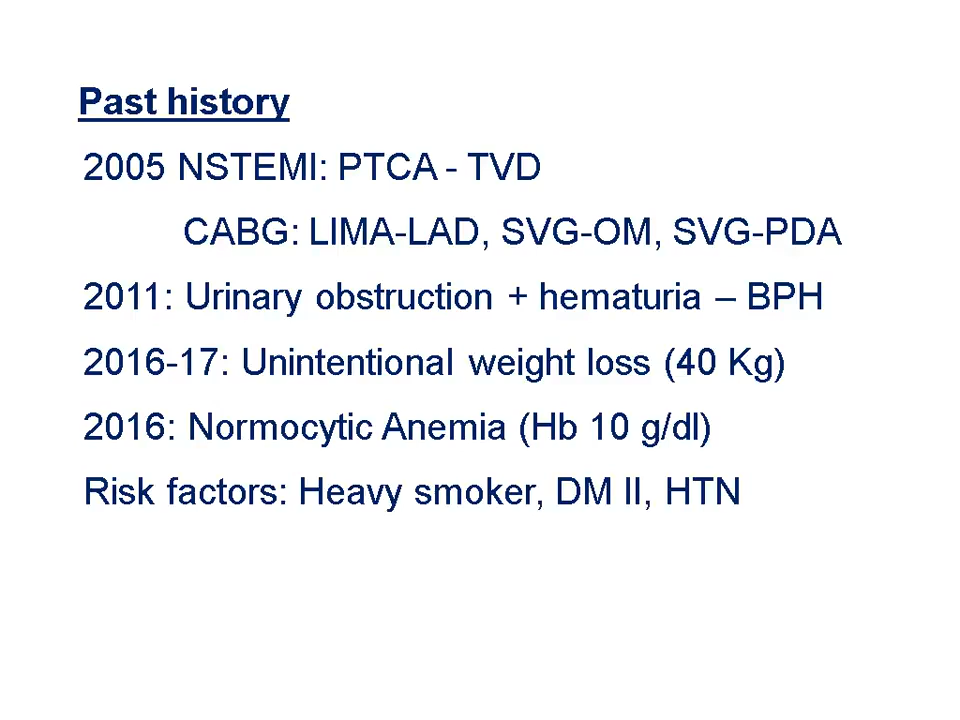 Past history
2005 NSTEMI: PTCA - TVD
CABG: LIMA-LAD, SVG-OM, SVG-PDA
2011: Urinary obstruction + hematuria – BPH
2016-17: Unintentional weight loss (40 Kg)
2016: Normocytic Anemia (Hb 10 g/dl)
Risk factors: Heavy smoker, DM II, HTN